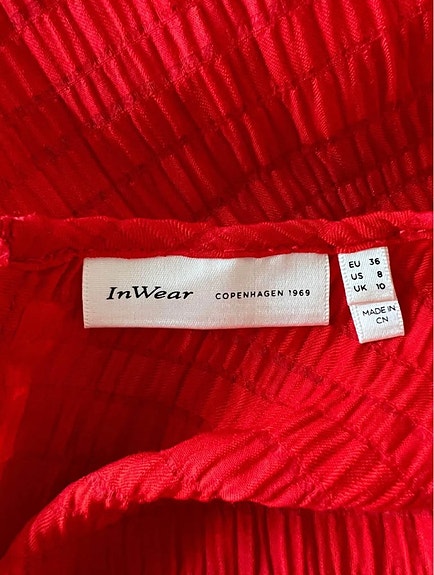 InWear COPENHAGEN 1969
EU 36
US 8
UK 10
MADE IN
CN